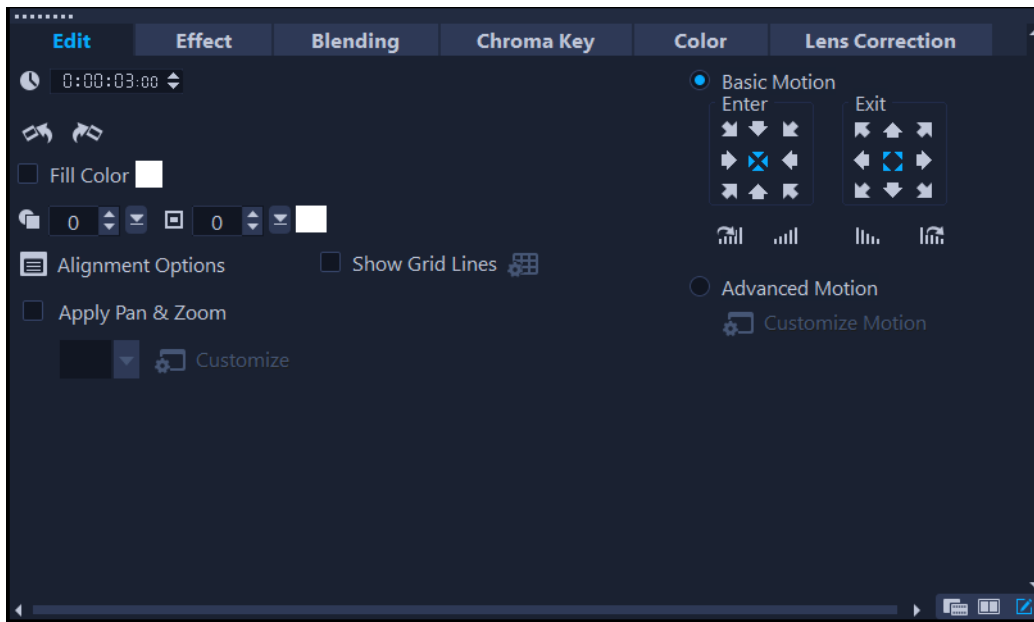 Edit Effect Blending Chroma Key Color Lens Correction
0:00:03:00
Basic Motion
Enter Exit
Fill Color
0 0
Alignment Options Show Grid Lines
Advanced Motion
Apply Pan & Zoom
Customize Motion
Customize